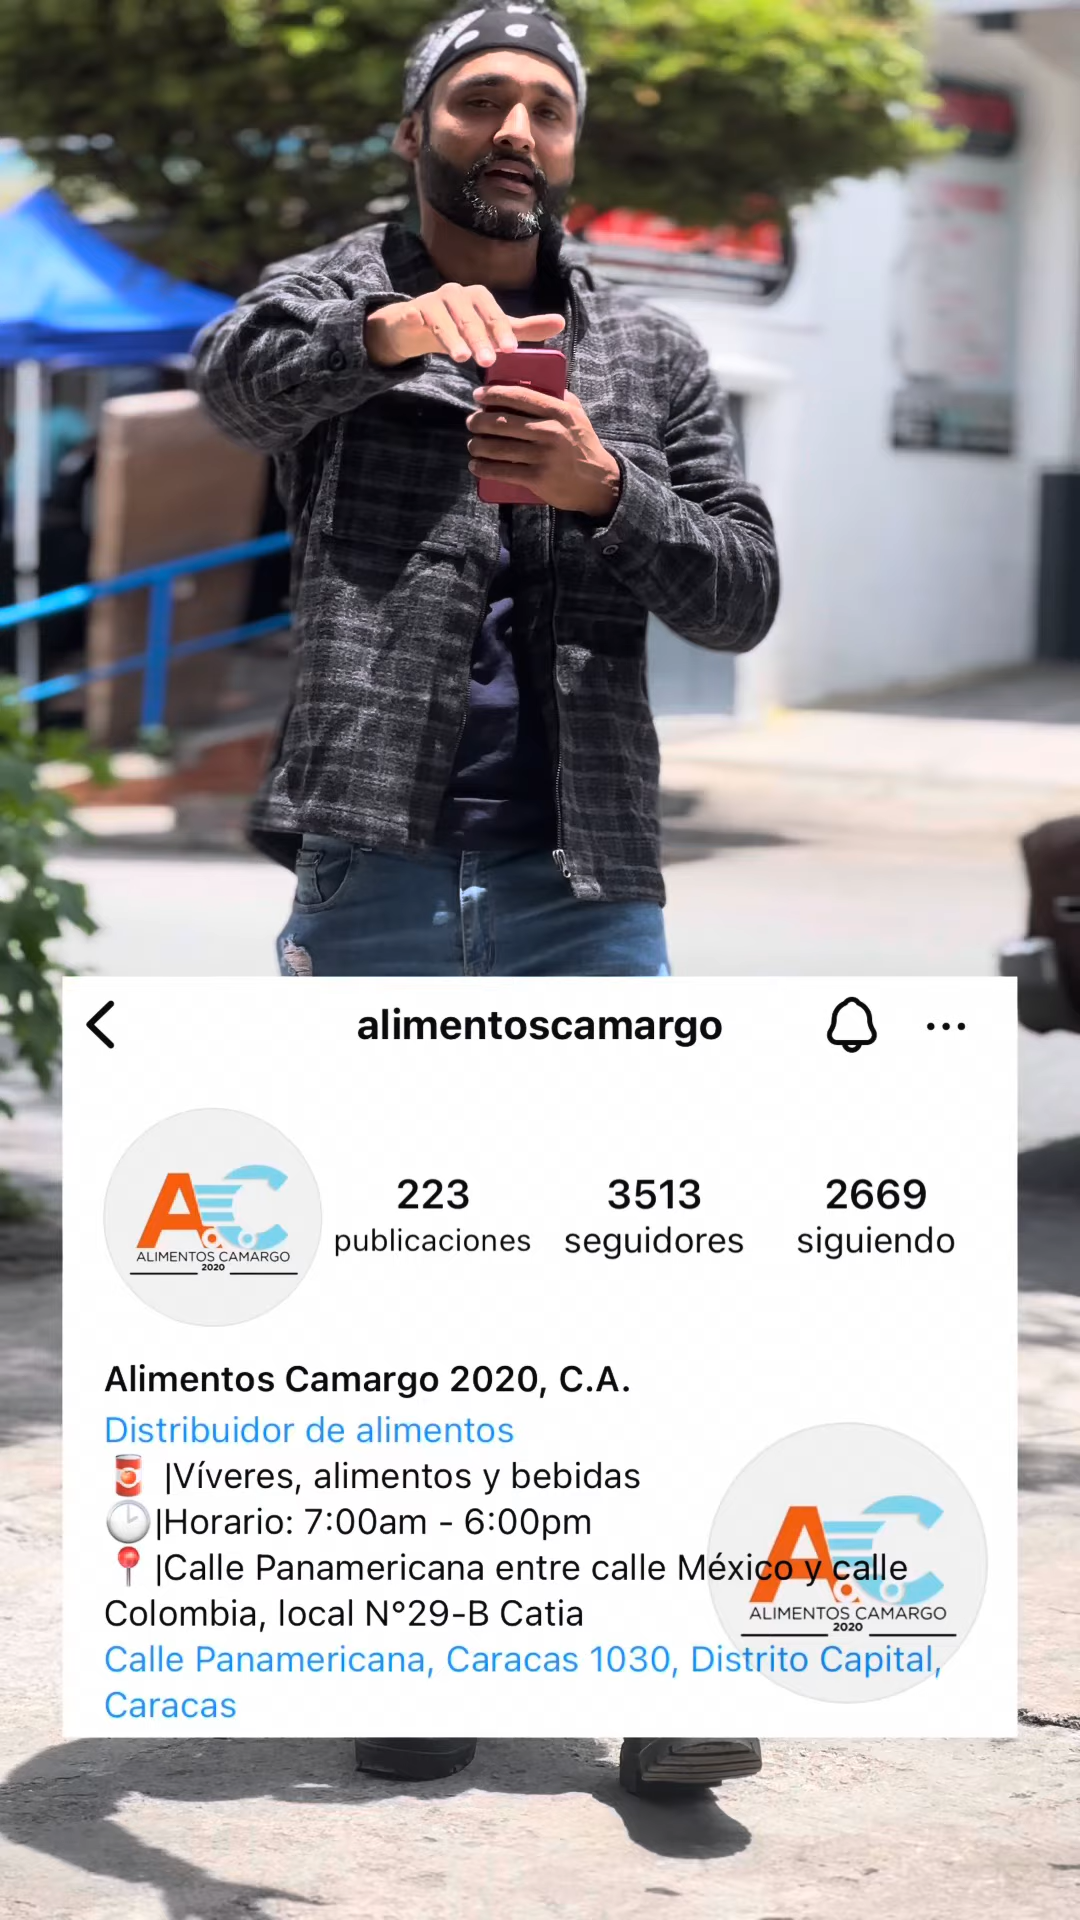 alimentoscamargo
223
publicaciones
3513
seguidores
2669
siguiendo
AC
ALIMENTOS CAMARGO
2020
Alimentos Camargo 2020, C.A.
Distribuidor de alimentos
|Víveres, alimentos y bebidas
|Horario: 7:00am - 6:00pm
|Calle Panamericana entre calle México y calle
Colombia, local N°29-B Catia
Calle Panamericana, Caracas 1030, Distrito Capital,
Caracas
AC
ALIMENTOS CAMARGO
2020